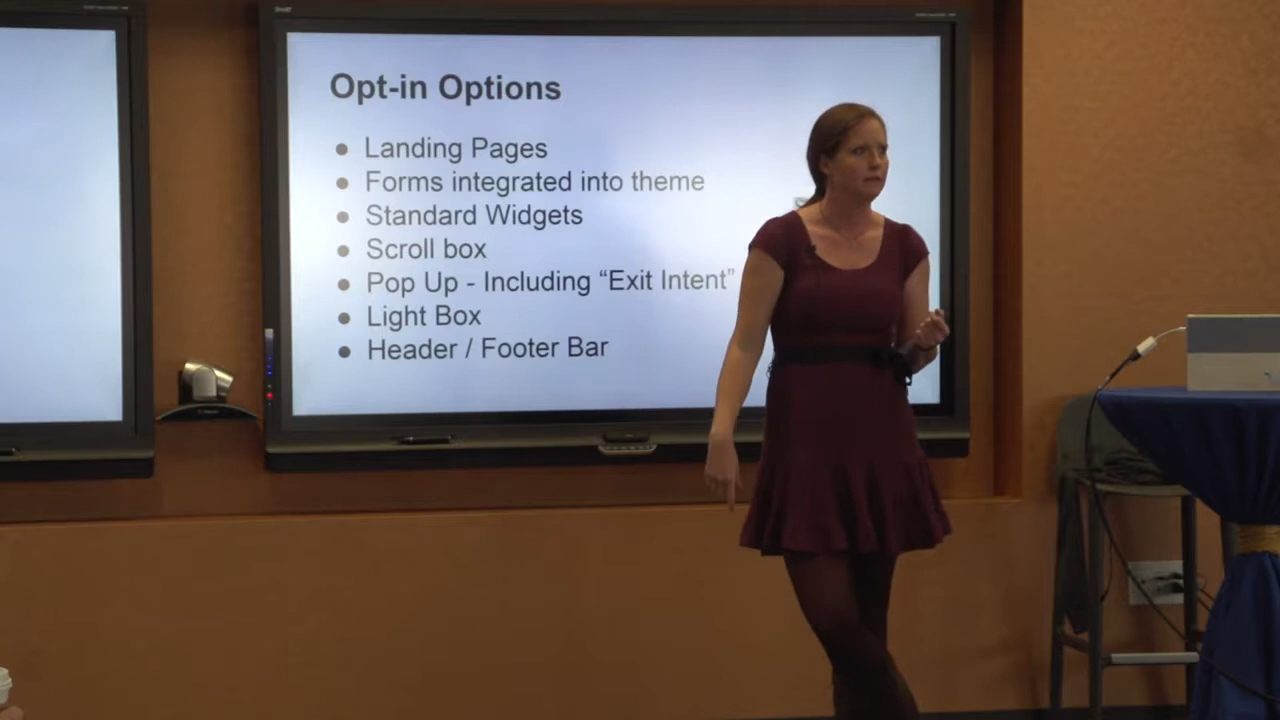 Opt-in Options
● Landing Pages
● Forms integrated into theme
● Standard Widgets
● Scroll box
● Pop Up - Including “Exit Intent”
● Light Box
● Header / Footer Bar